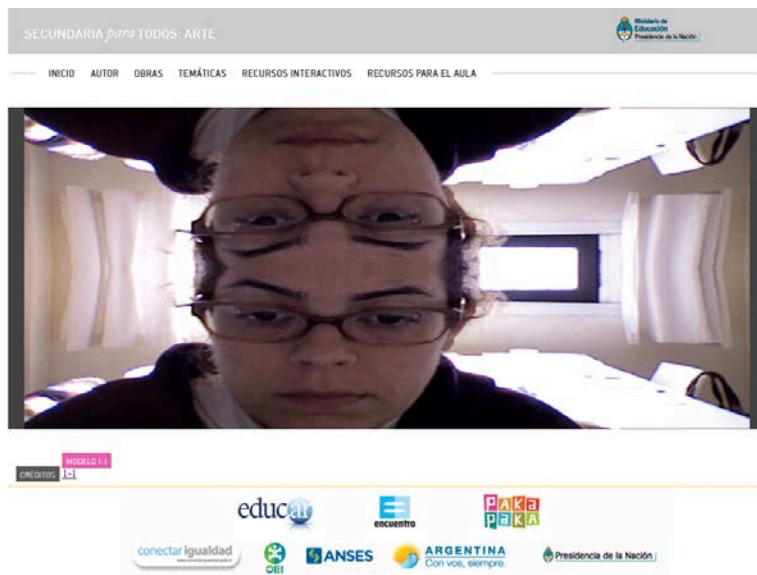 SECUNDARIA para TODOS: ARTE
Ministerio de
Educación
Presidencia de la Nación
INICIO AUTOR OBRAS TEMÁTICAS RECURSOS INTERACTIVOS RECURSOS PARA EL AULA
MODELO 1-1
CRÉDITOS 1-1
educar
encuentro
PAKA
PAKA
conectar igualdad
OEI
ANSES
ARGENTINA
Con vos, siempre.
Presidencia de la Nación